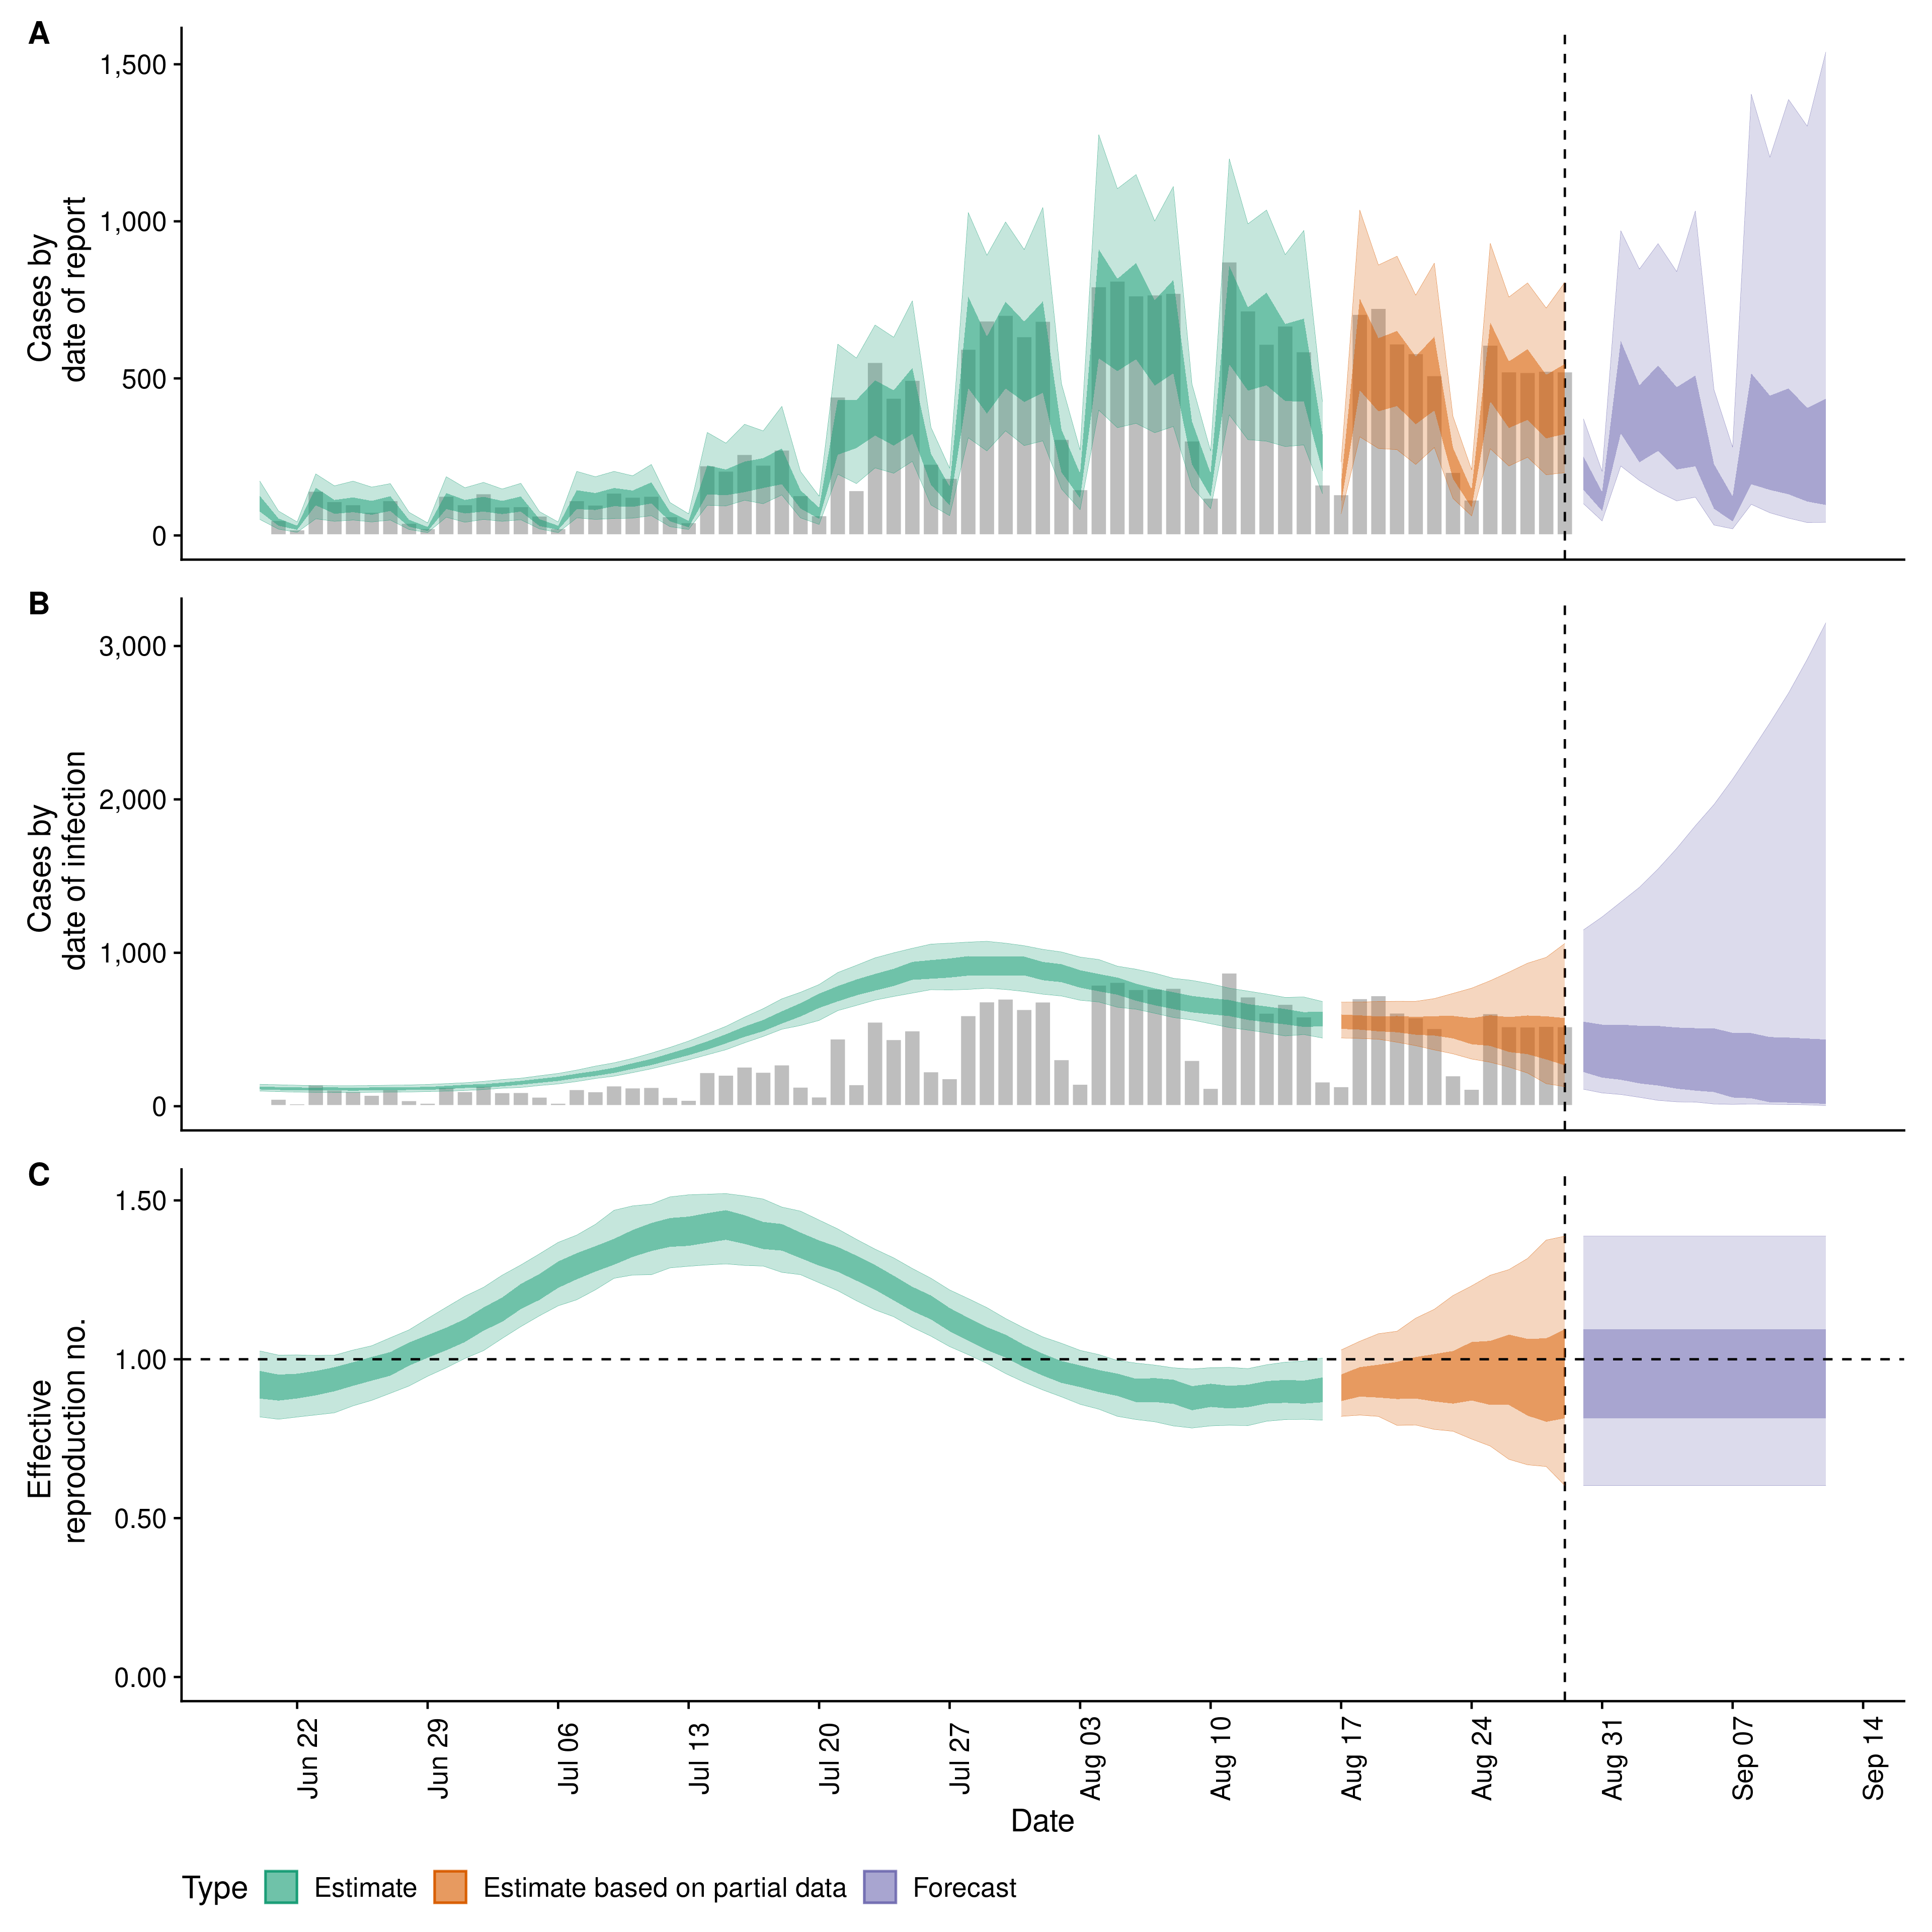 A
Cases by
date of report
1,500
1,000
500
0
B
Cases by
date of infection
3,000
2,000
1,000
0
C
Effective
reproduction no.
1.50
1.00
0.50
0.00
Jun 22
Jun 29
Jul 06
Jul 13
Jul 20
Jul 27
Aug 03
Aug 10
Aug 17
Aug 24
Aug 31
Sep 07
Sep 14
Date
Type Estimate Estimate based on partial data Forecast